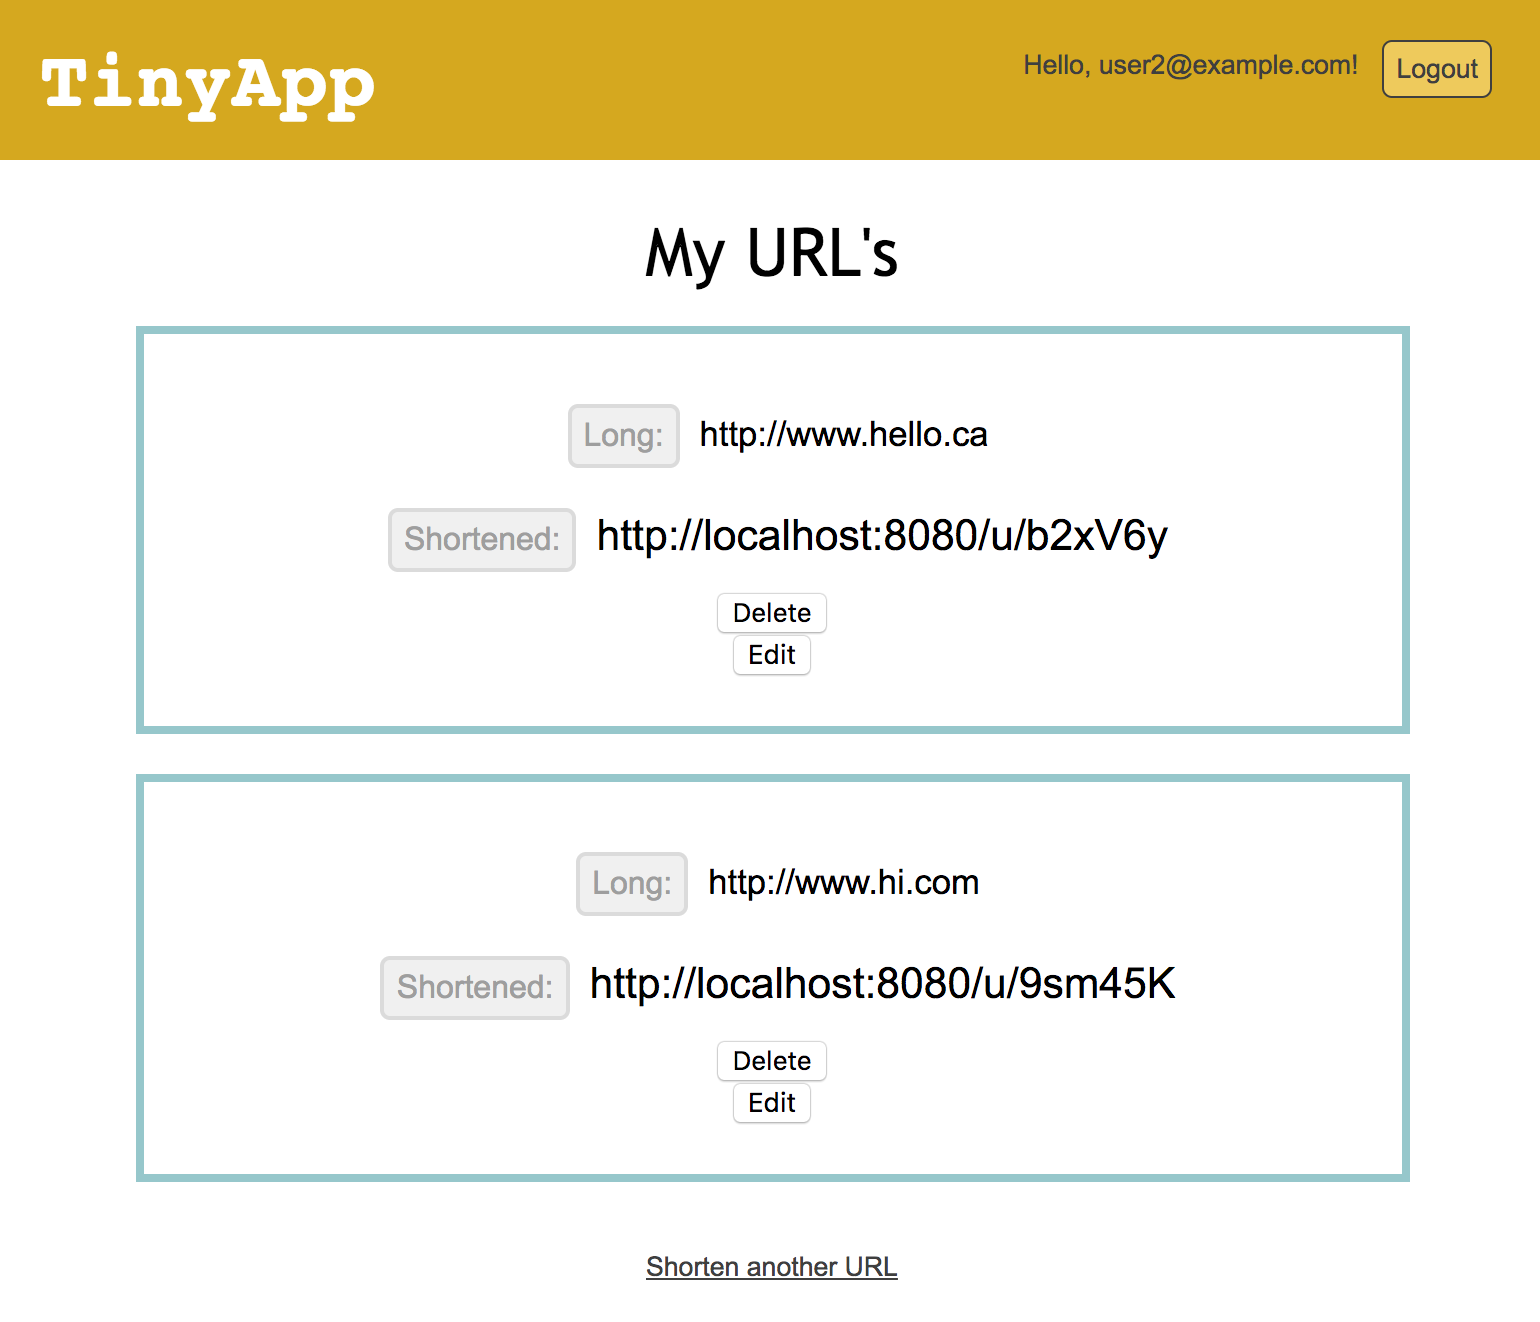 TinyApp
Hello, user2@example.com! Logout
My URL's
Long: http://www.hello.ca
Shortened: http://localhost:8080/u/b2xV6y
Delete
Edit
Long: http://www.hi.com
Shortened: http://localhost:8080/u/9sm45K
Delete
Edit
Shorten another URL